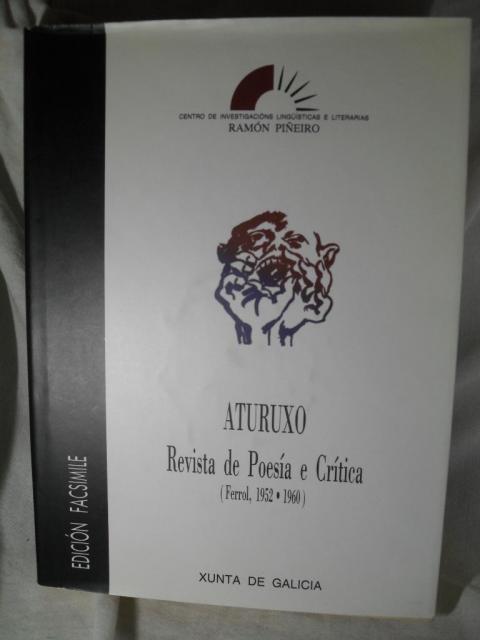 CENTRO DE INVESTIGACIÓNS LINGÜÍSTICAS E LITERARIAS
RAMÓN PIÑEIRO
ATURUXO
Revista de Poesía e Crítica
(Ferrol, 1952 • 1960)
XUNTA DE GALICIA
EDICIÓN FACSIMILE